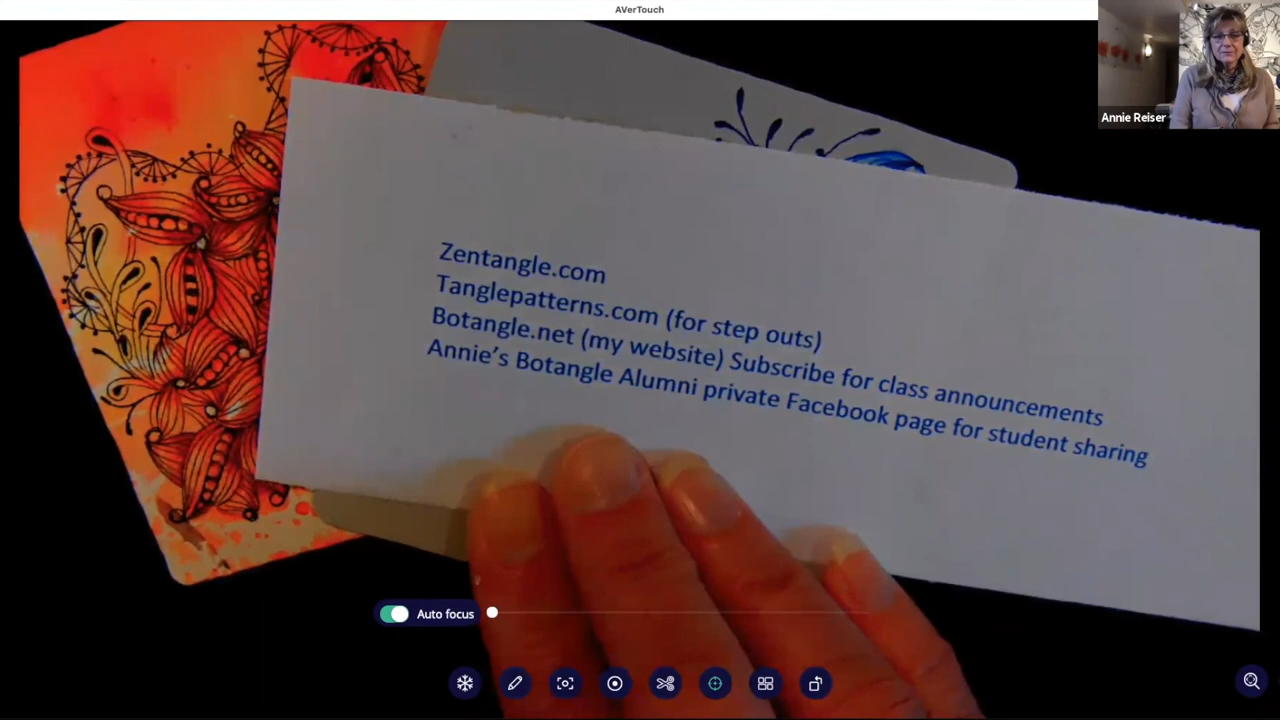 AVerTouch
Annie Reiser
Zentangle.com
Tanglepatterns.com (for step outs)
Botangle.net (my website) Subscribe for class announcements
Annie's Botangle Alumni private Facebook page for student sharing
Auto focus